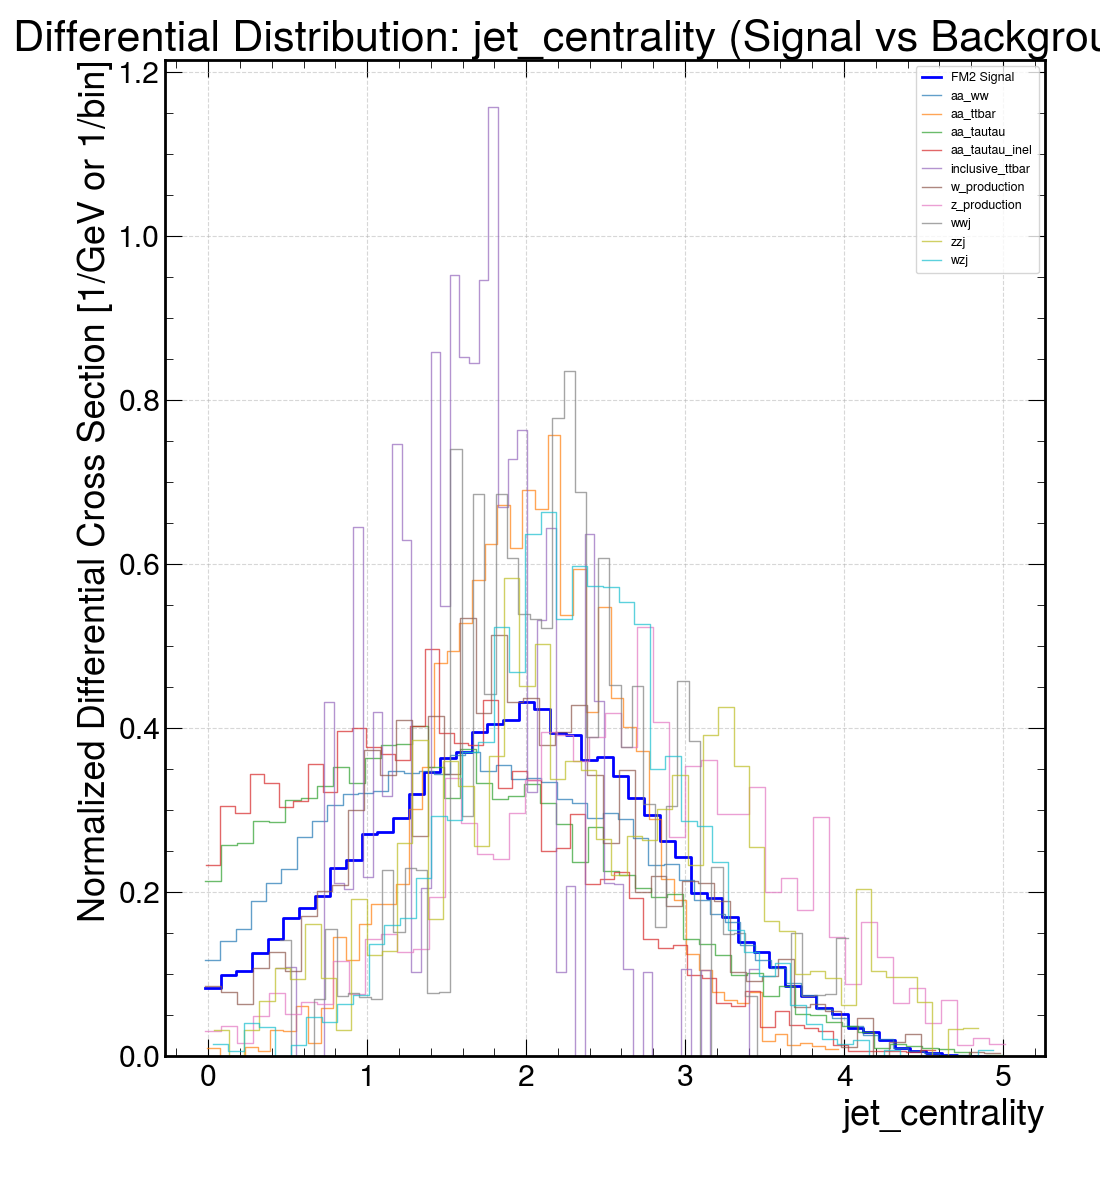 Differential Distribution: jet_centrality (Signal vs Backgrou
Normalized Differential Cross Section [1/GeV or 1/bin]
1.2
1.0
0.8
0.6
0.4
0.2
0.0
FM2 Signal
aa_ww
aa_ttbar
aa_tautau
aa_tautau_inel
inclusive_ttbar
w_production
z_production
wwj
zzj
wzj
0 1 2 3 4 5
jet_centrality